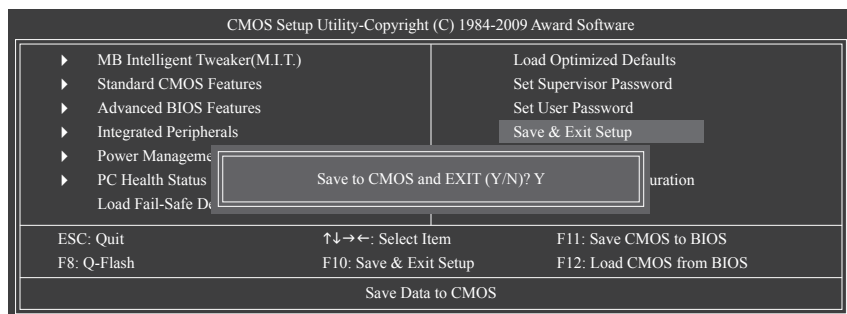 CMOS Setup Utility-Copyright (C) 1984-2009 Award Software
MB Intelligent Tweaker(M.I.T.)
Standard CMOS Features
Advanced BIOS Features
Integrated Peripherals
Power
PC Health Status
Load Fail-Safe
Load Optimized Defaults
Set Supervisor Password
Set User Password
Save & Exit Setup
Save to CMOS and EXIT (Y/N)? Y
ESC: Quit ↑↓→←: Select Item F11: Save CMOS to BIOS
F8: Q-Flash F10: Save & Exit Setup F12: Load CMOS from BIOS
Save Data to CMOS